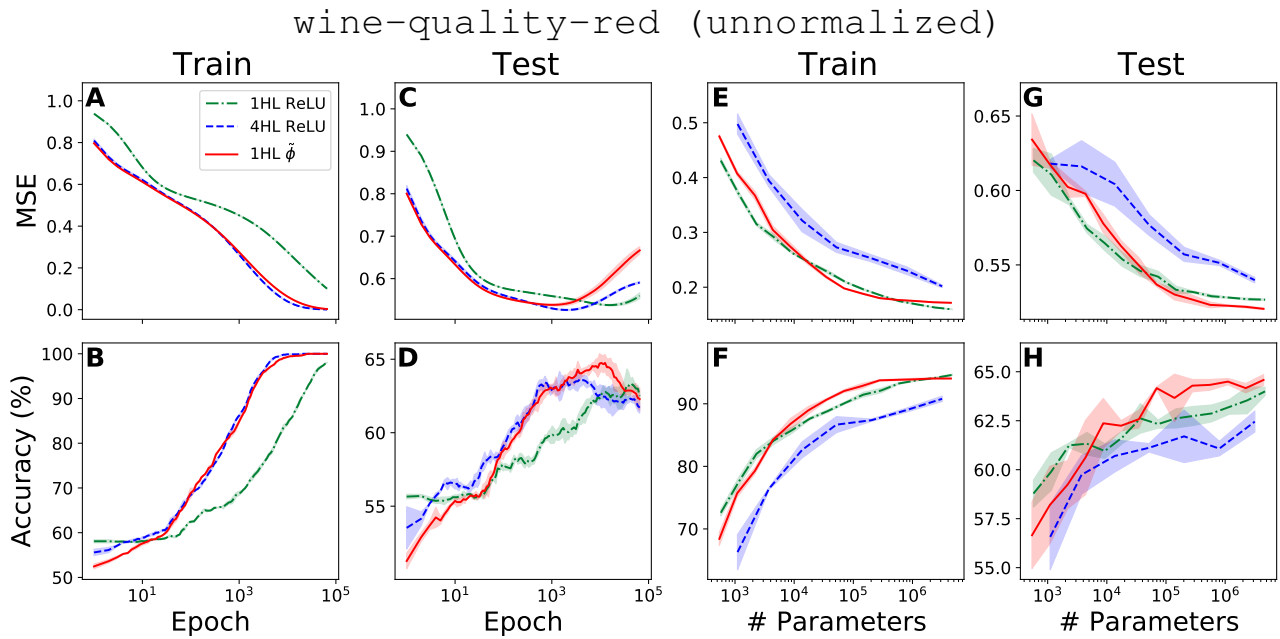 wine-quality-red (unnormalized)
Train
Test
Train
Test
A
1HL ReLU
4HL ReLU
1HL ϕ̃
MSE
1.0
0.8
0.6
0.4
0.2
0.0
C
1.0
0.9
0.8
0.7
0.6
E
0.5
0.4
0.3
0.2
G
0.65
0.60
0.55
B
Accuracy (%)
100
90
80
70
60
50
10¹
10³
10⁵
Epoch
D
65
60
55
10¹
10³
10⁵
Epoch
F
90
80
70
10³
10⁴
10⁵
10⁶
# Parameters
H
65.0
62.5
60.0
57.5
55.0
10³
10⁴
10⁵
10⁶
# Parameters